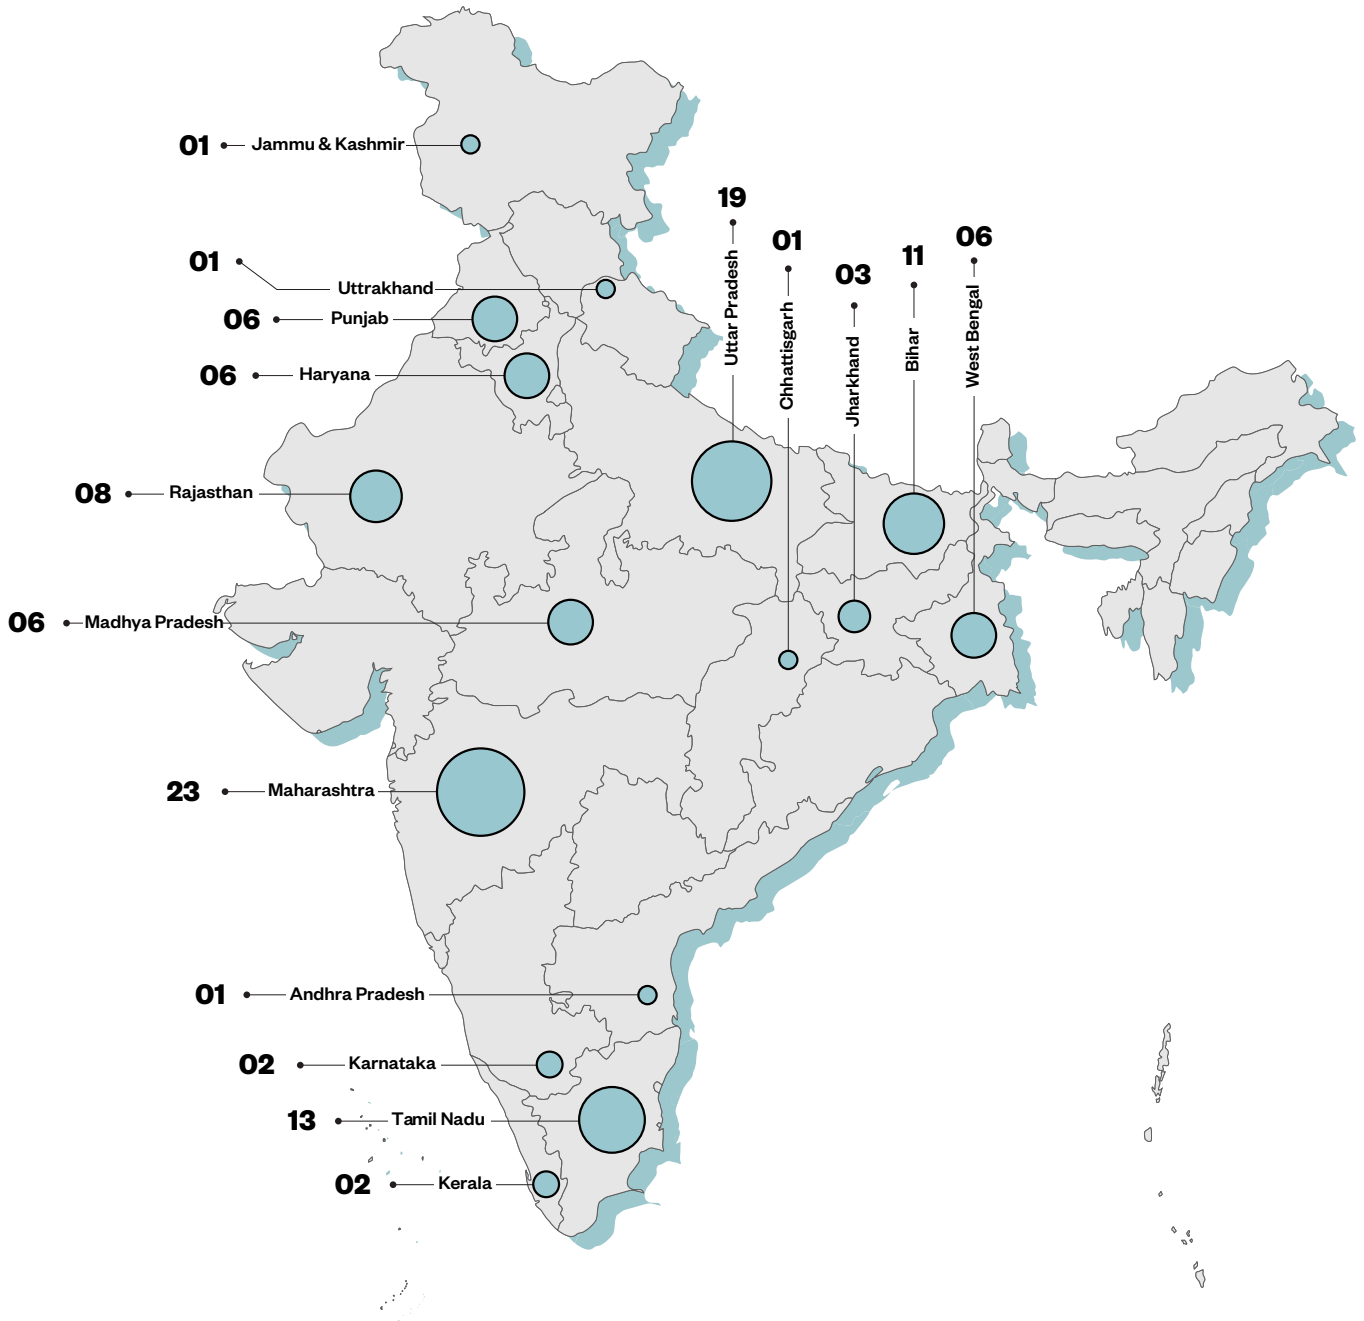 01 Jammu & Kashmir
19
01
03
11
06
Uttar Pradesh
Chhattisgarh
Jharkhand
Bihar
West Bengal
01 Uttrakhand
06 Punjab
06 Haryana
08 Rajasthan
06 Madhya Pradesh
23 Maharashtra
01 Andhra Pradesh
02 Karnataka
13 Tamil Nadu
02 Kerala